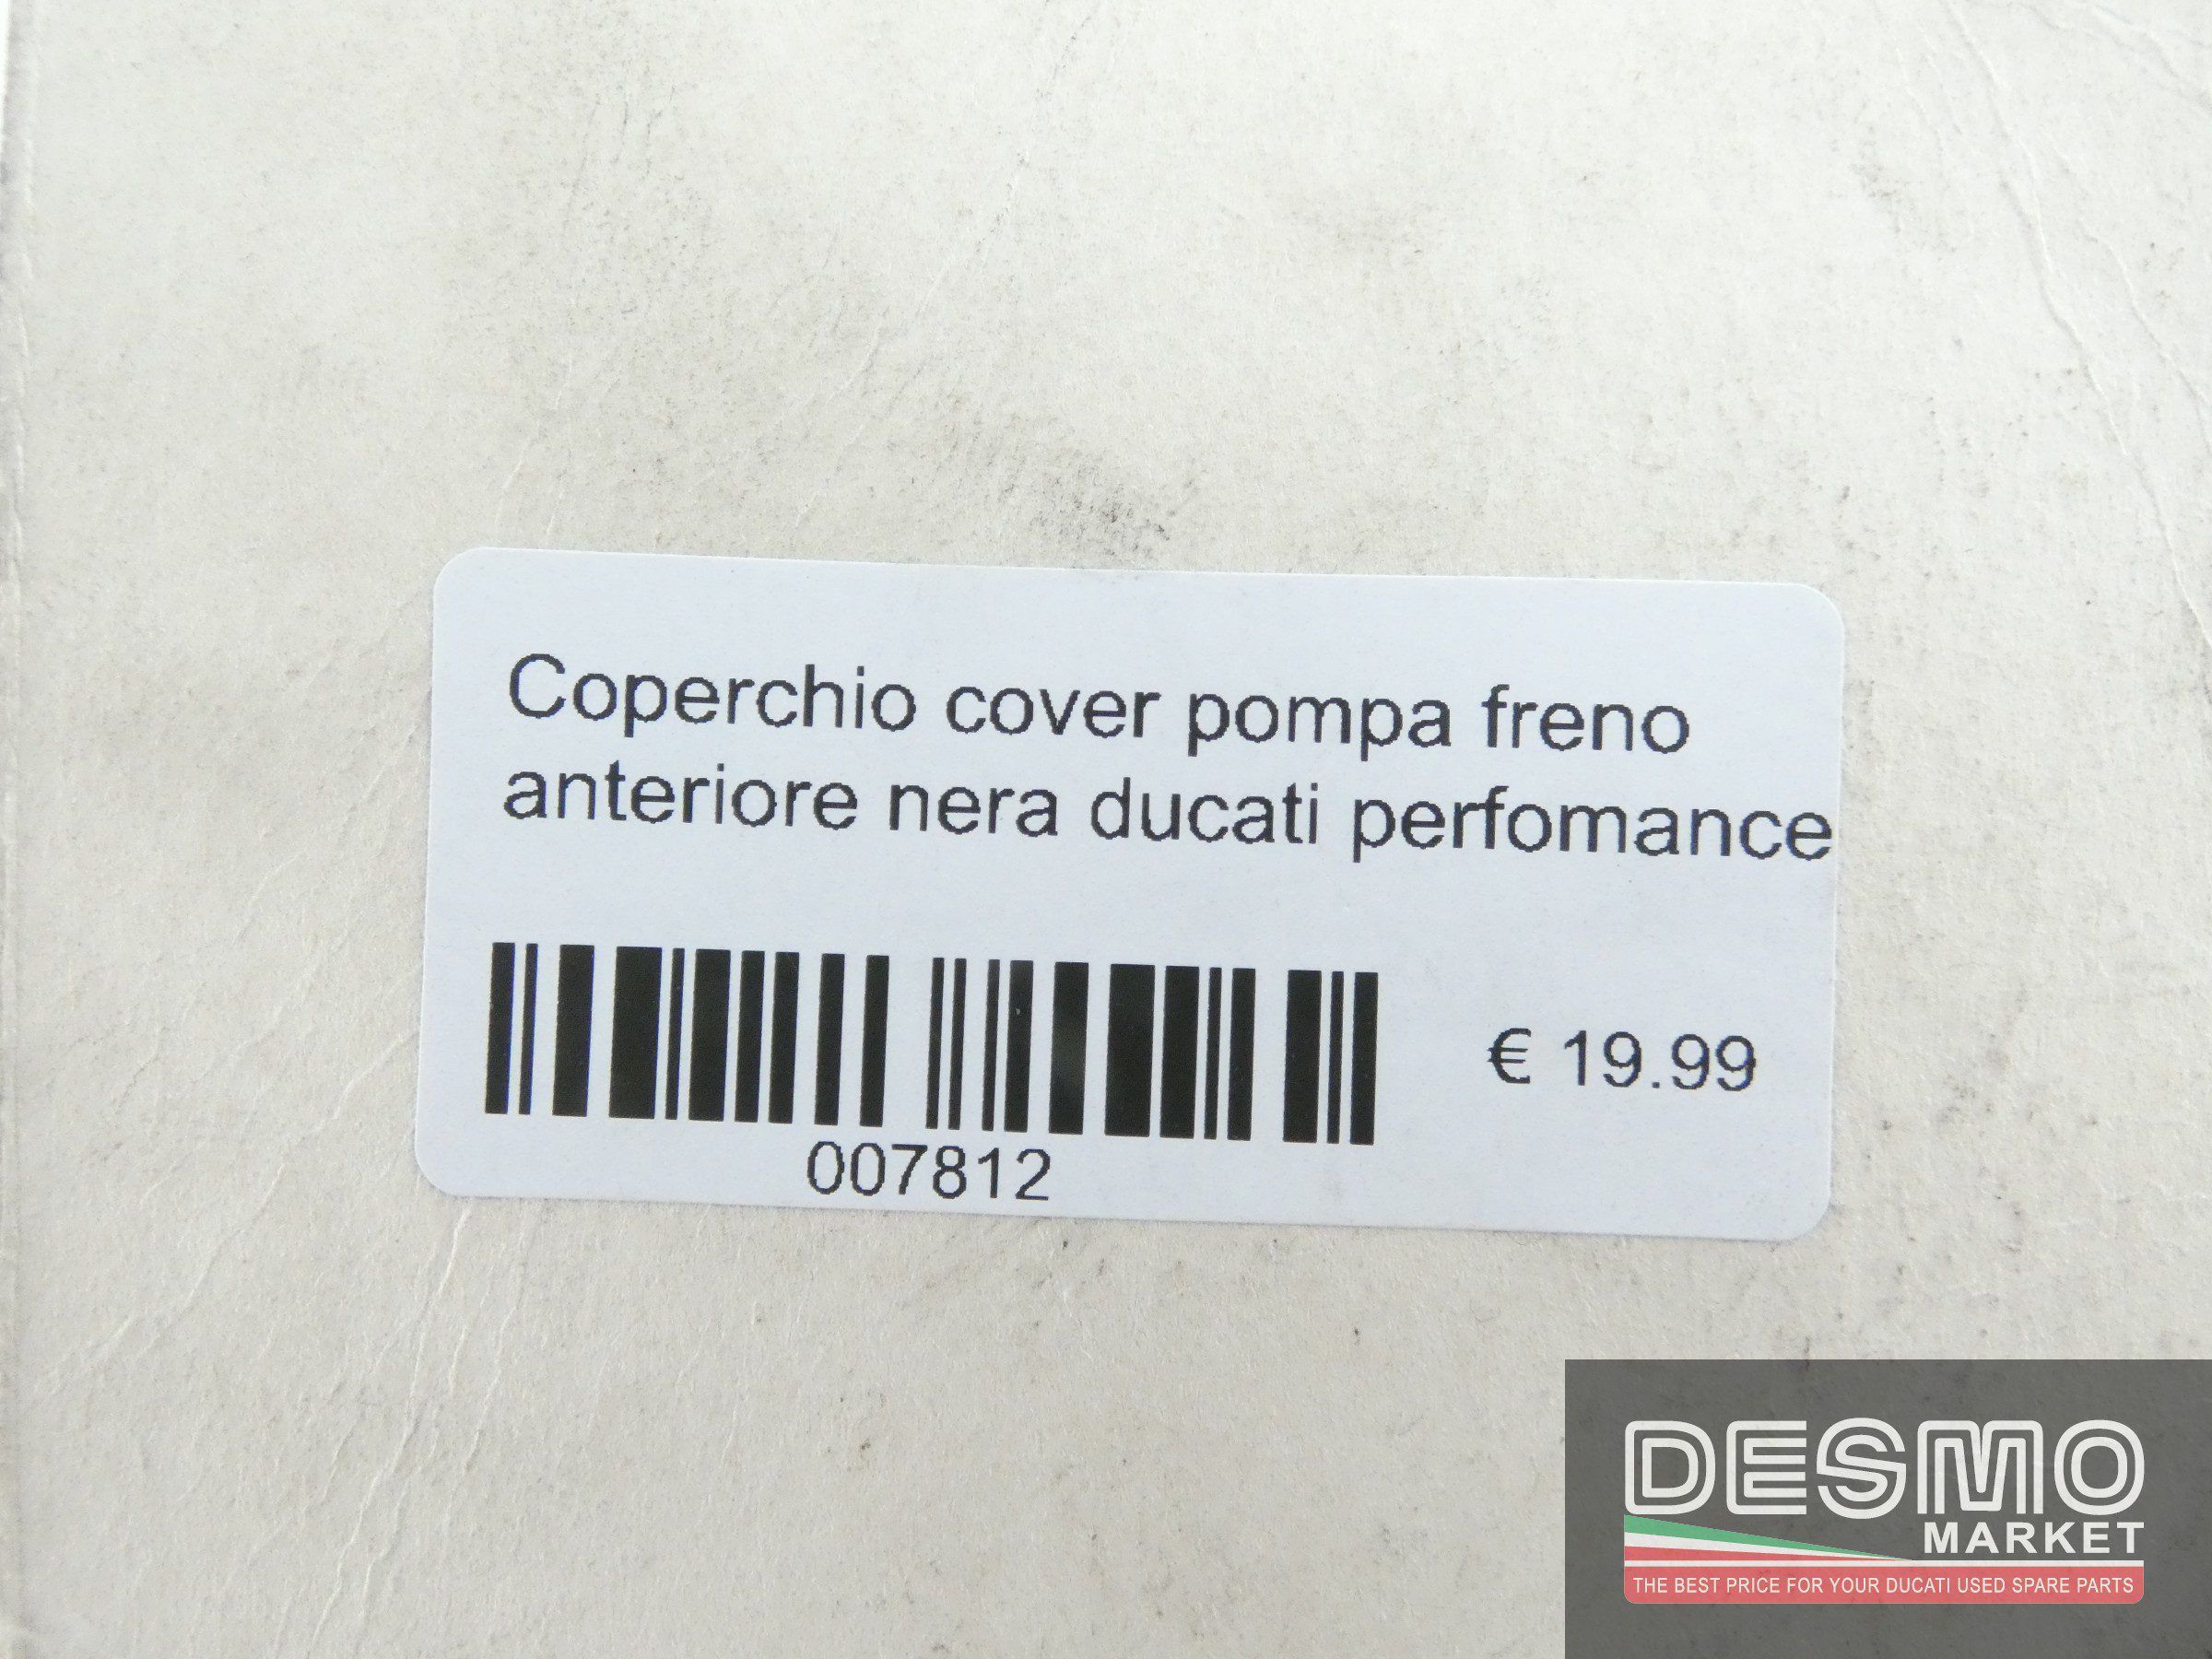 Coperchio cover pompa freno
anteriore nera ducati perfomance
€ 19.99
007812
DESMO
MARKET
THE BEST PRICE FOR YOUR DUCATI USED SPARE PARTS